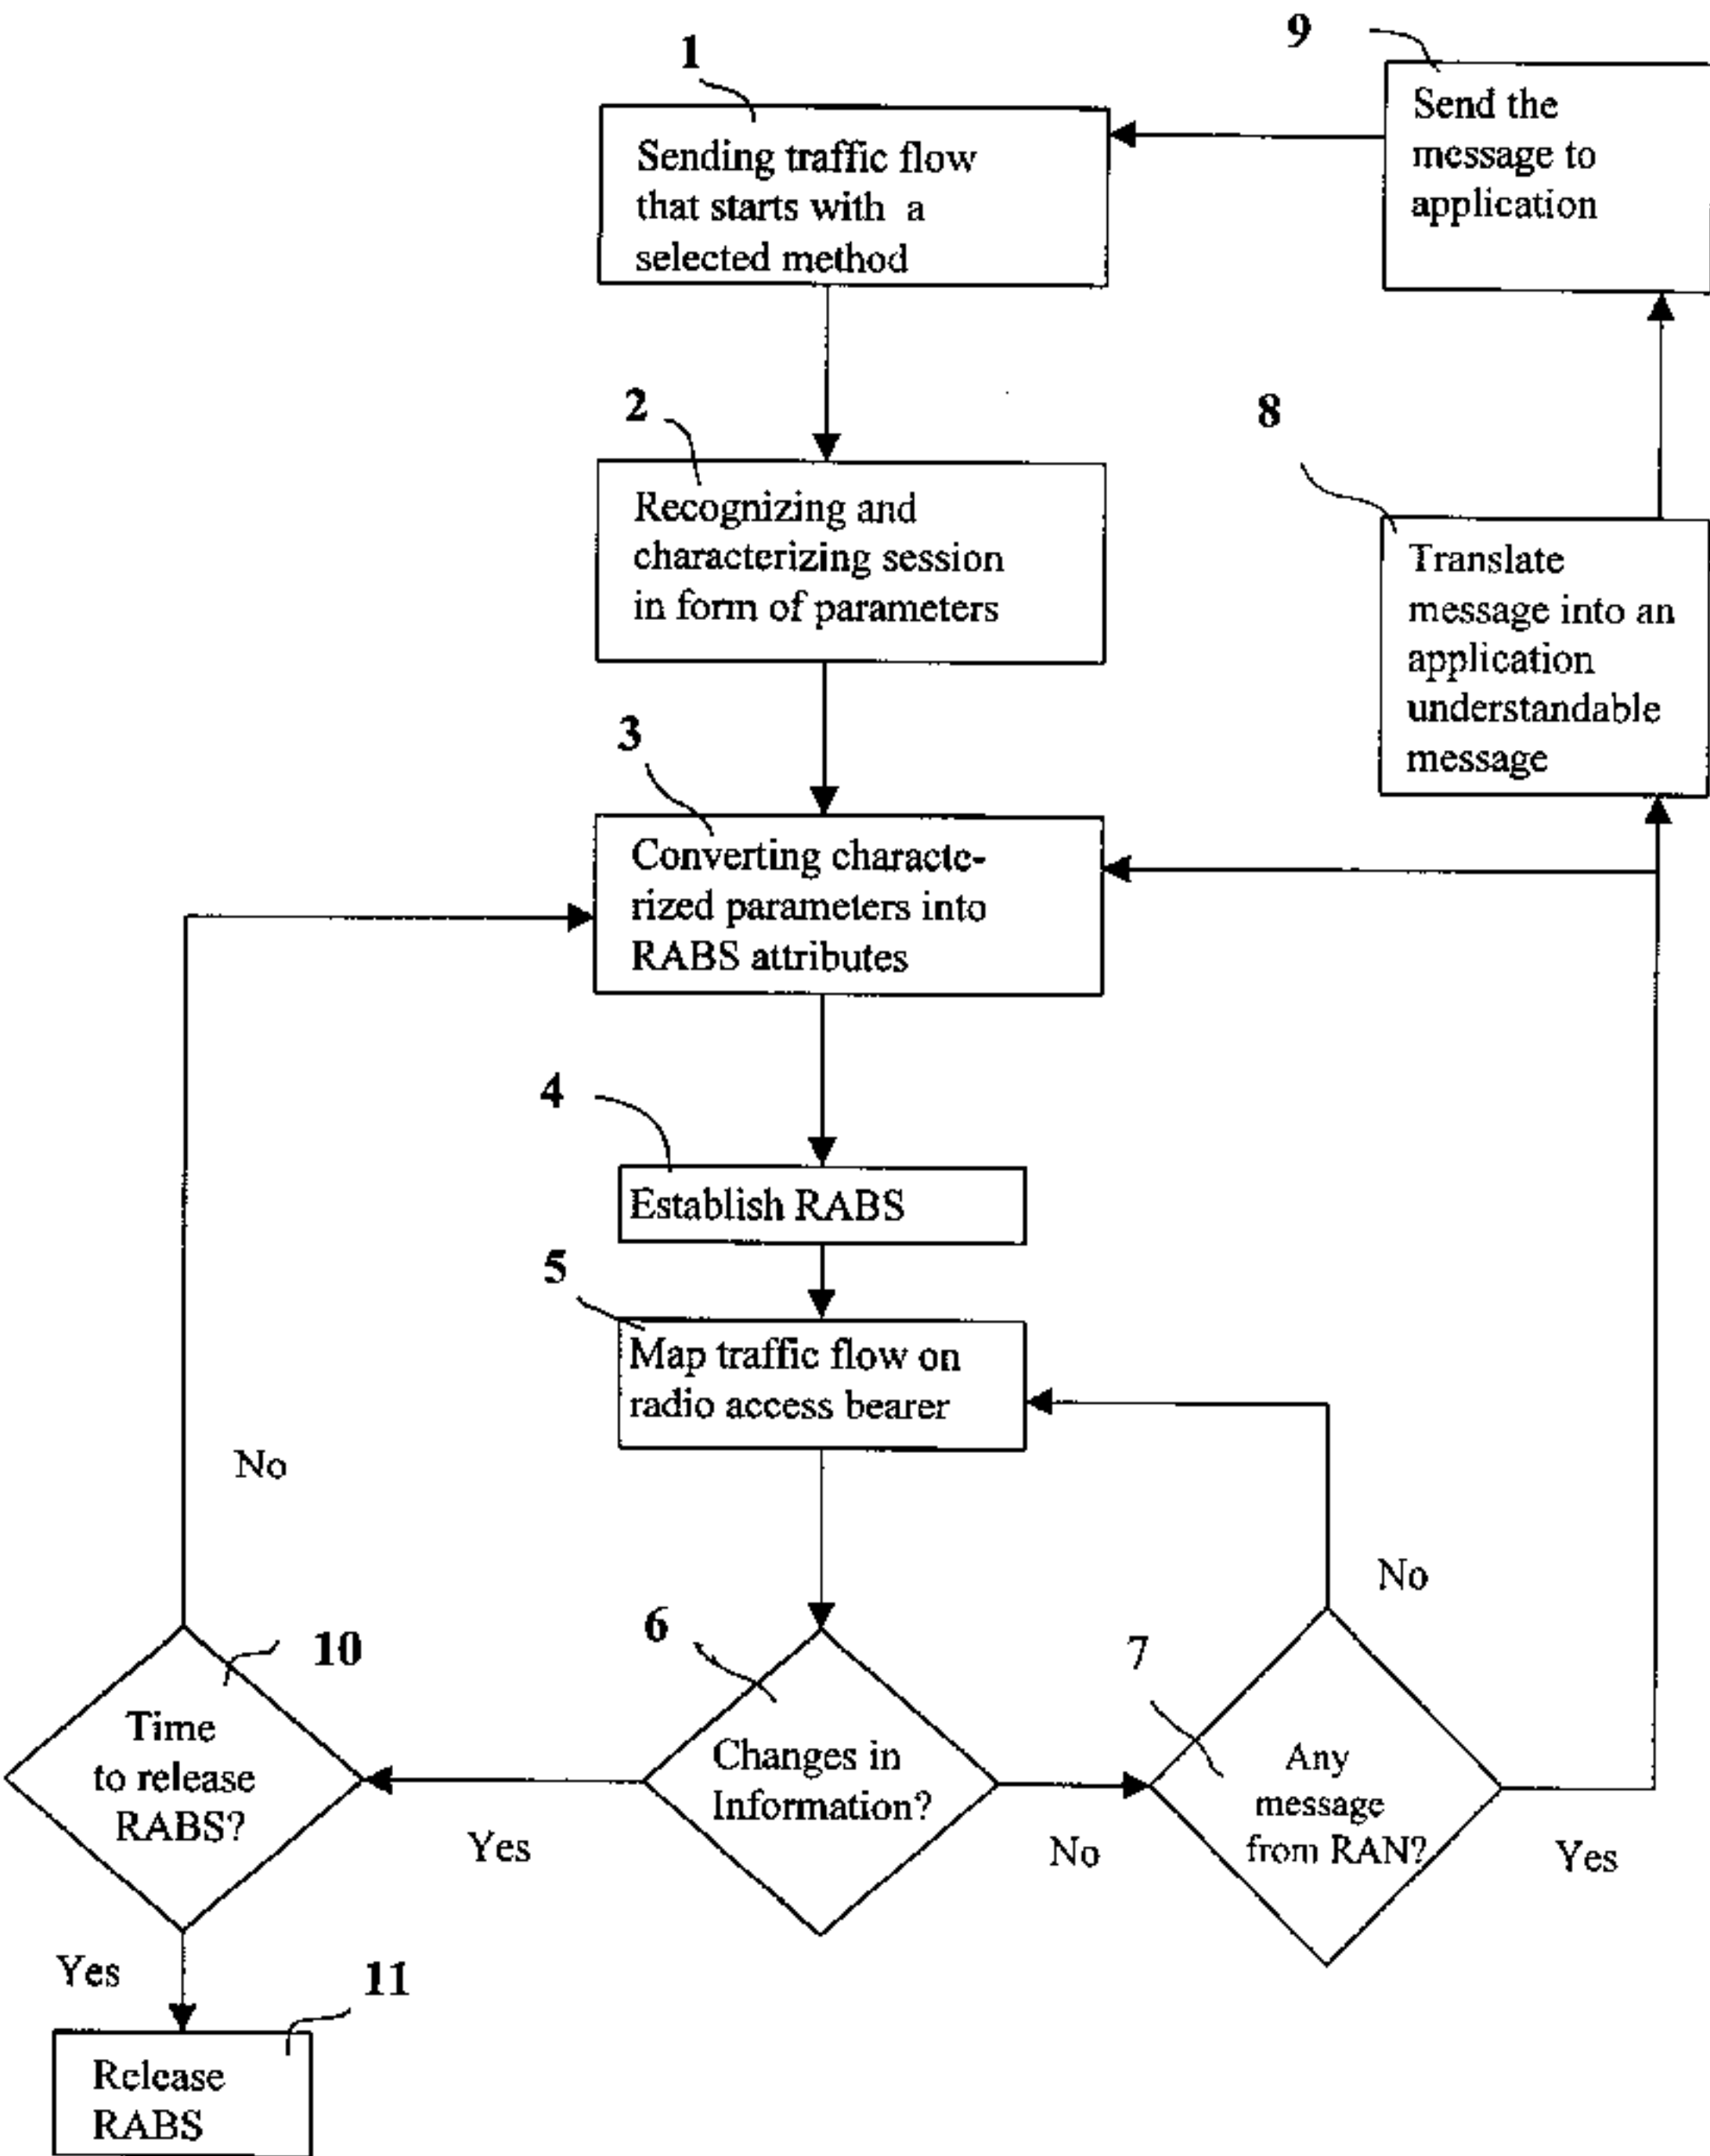 1
Sending traffic flow
that starts with a
selected method
9
Send the
message to
application
2
Recognizing and
characterizing session
in form of parameters
8
Translate
message into an
application
understandable
message
3
Converting characte-
rized parameters into
RABS attributes
4
Establish RABS
5
Map traffic flow on
radio access bearer
No
No
10
Time
to release
RABS?
6
Changes in
Information?
7
Any
message
from RAN?
Yes
No
Yes
Yes
11
Release
RABS